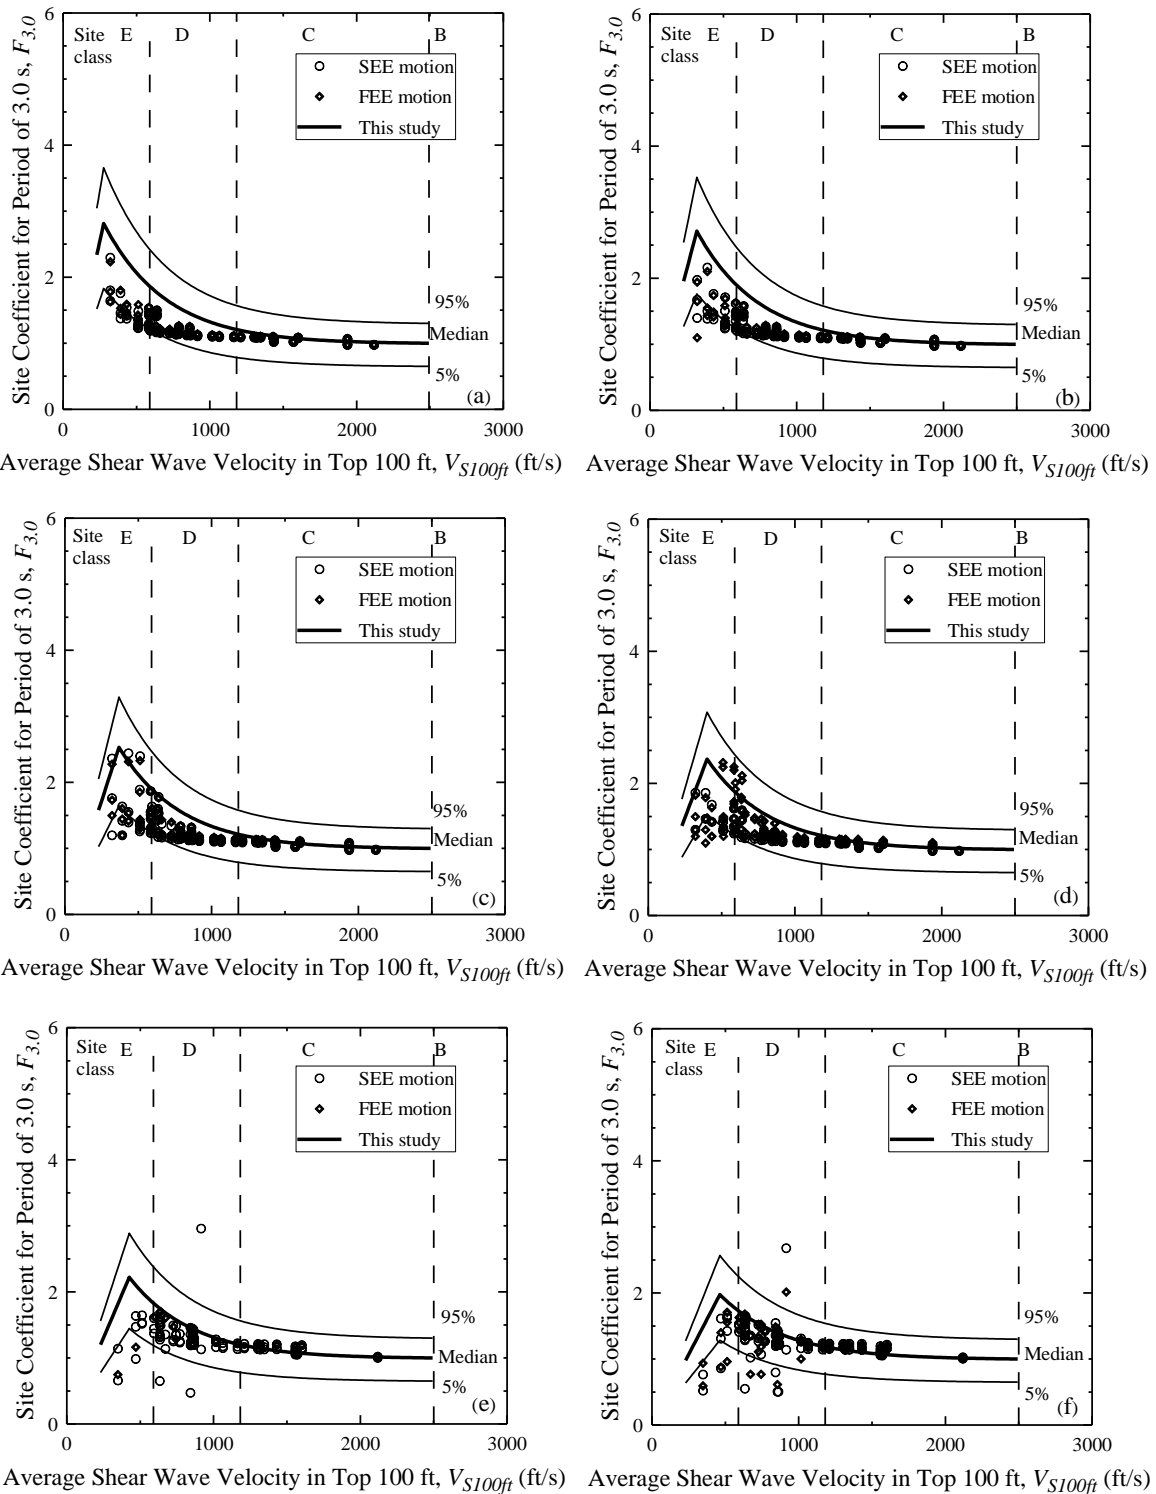 Site Coefficient for Period of 3.0 s, F3.0
6
4
2
0
Site class
E
D
C
B
SEE motion
FEE motion
This study
95%
Median
5%
(a)
0
1000
2000
3000
Average Shear Wave Velocity in Top 100 ft, VS100ft (ft/s)
Site Coefficient for Period of 3.0 s, F3.0
6
4
2
0
Site class
E
D
C
B
SEE motion
FEE motion
This study
95%
Median
5%
(b)
0
1000
2000
3000
Average Shear Wave Velocity in Top 100 ft, VS100ft (ft/s)
Site Coefficient for Period of 3.0 s, F3.0
6
4
2
0
Site class
E
D
C
B
SEE motion
FEE motion
This study
95%
Median
5%
(c)
0
1000
2000
3000
Average Shear Wave Velocity in Top 100 ft, VS100ft (ft/s)
Site Coefficient for Period of 3.0 s, F3.0
6
4
2
0
Site class
E
D
C
B
SEE motion
FEE motion
This study
95%
Median
5%
(d)
0
1000
2000
3000
Average Shear Wave Velocity in Top 100 ft, VS100ft (ft/s)
Site Coefficient for Period of 3.0 s, F3.0
6
4
2
0
Site class
E
D
C
B
SEE motion
FEE motion
This study
95%
Median
5%
(e)
0
1000
2000
3000
Average Shear Wave Velocity in Top 100 ft, VS100ft (ft/s)
Site Coefficient for Period of 3.0 s, F3.0
6
4
2
0
Site class
E
D
C
B
SEE motion
FEE motion
This study
95%
Median
5%
(f)
0
1000
2000
3000
Average Shear Wave Velocity in Top 100 ft, VS100ft (ft/s)